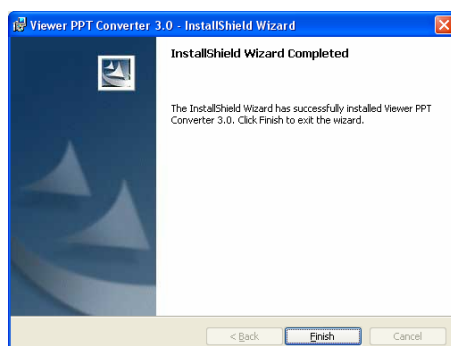 Viewer PPT Converter 3.0 - InstallShield Wizard
InstallShield Wizard Completed
The InstallShield Wizard has successfully installed Viewer PPT
Converter 3.0. Click Finish to exit the wizard.
< Back Finish Cancel